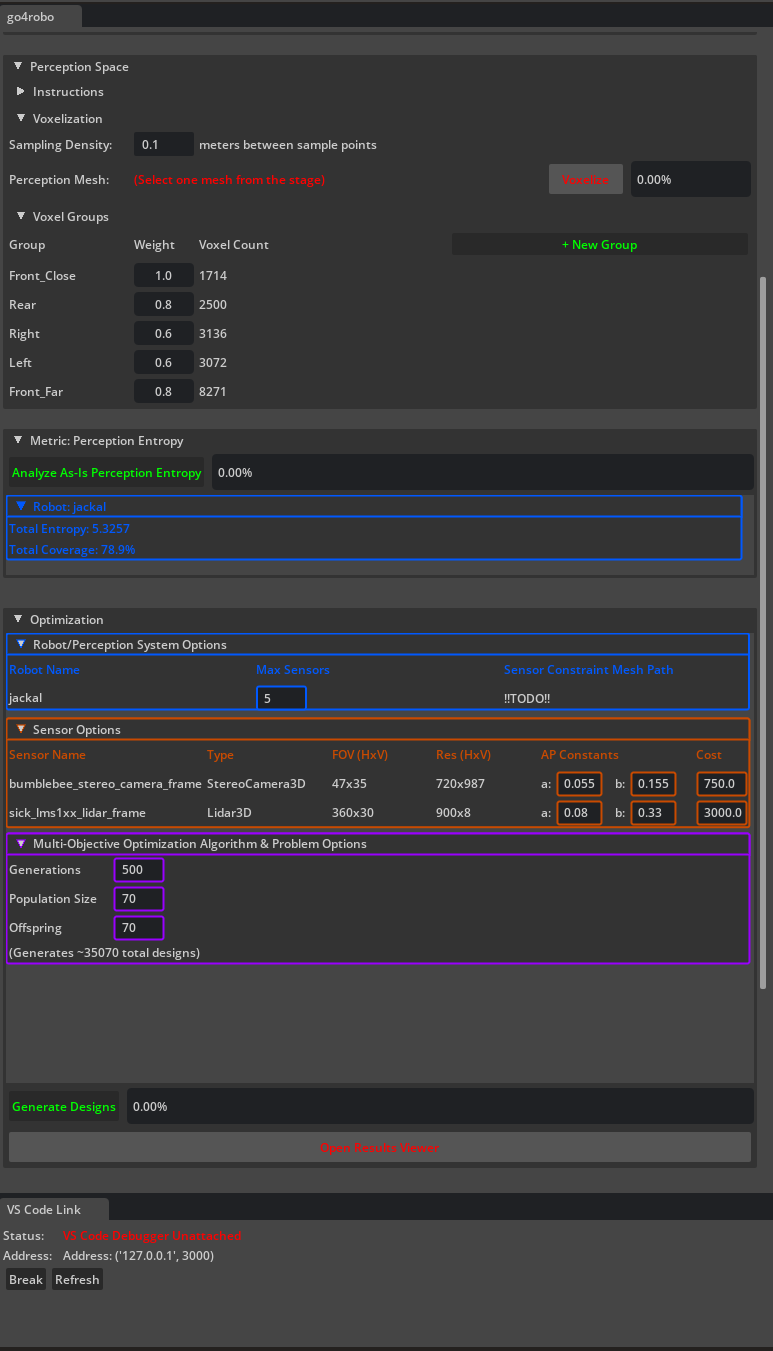 go4robo
Perception Space
Instructions
Voxelization
Sampling Density: 0.1 meters between sample points
Perception Mesh: (Select one mesh from the stage) Voxelize 0.00%
Voxel Groups
Group Weight Voxel Count + New Group
Front_Close 1.0 1714
Rear 0.8 2500
Right 0.6 3136
Left 0.6 3072
Front_Far 0.8 8271
Metric: Perception Entropy
Analyze As-Is Perception Entropy 0.00%
Robot: jackal
Total Entropy: 5.3257
Total Coverage: 78.9%
Optimization
Robot/Perception System Options
Robot Name Max Sensors Sensor Constraint Mesh Path
jackal 5 !!TODO!!
Sensor Options
Sensor Name Type FOV (HxV) Res (HxV) AP Constants Cost
bumblebee_stereo_camera_frame StereoCamera3D 47x35 720x987 a: 0.055 b: 0.155 750.0
sick_lms1xx_lidar_frame Lidar3D 360x30 900x8 a: 0.08 b: 0.33 3000.0
Multi-Objective Optimization Algorithm & Problem Options
Generations 500
Population Size 70
Offspring 70
(Generates ~35070 total designs)
Generate Designs 0.00%
Open Results Viewer
VS Code Link
Status: VS Code Debugger Unattached
Address: Address: ('127.0.0.1', 3000)
Break Refresh